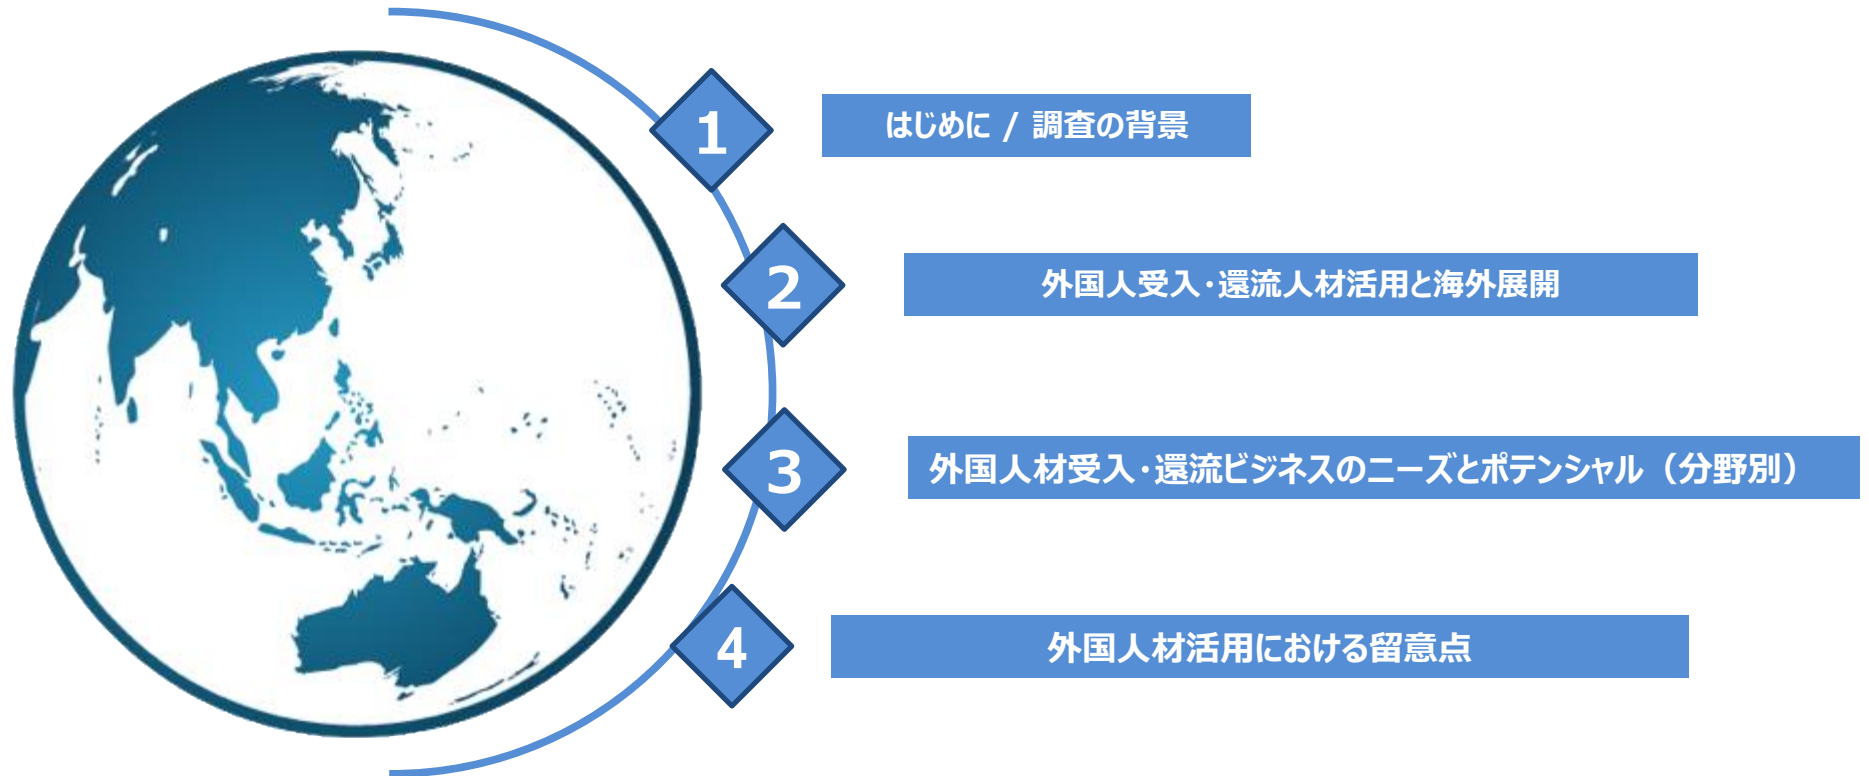 1
はじめに / 調査の背景
2
外国人受入・還流人材活用と海外展開
3
外国人材受入・還流ビジネスのニーズとポテンシャル（分野別）
4
外国人材活用における留意点